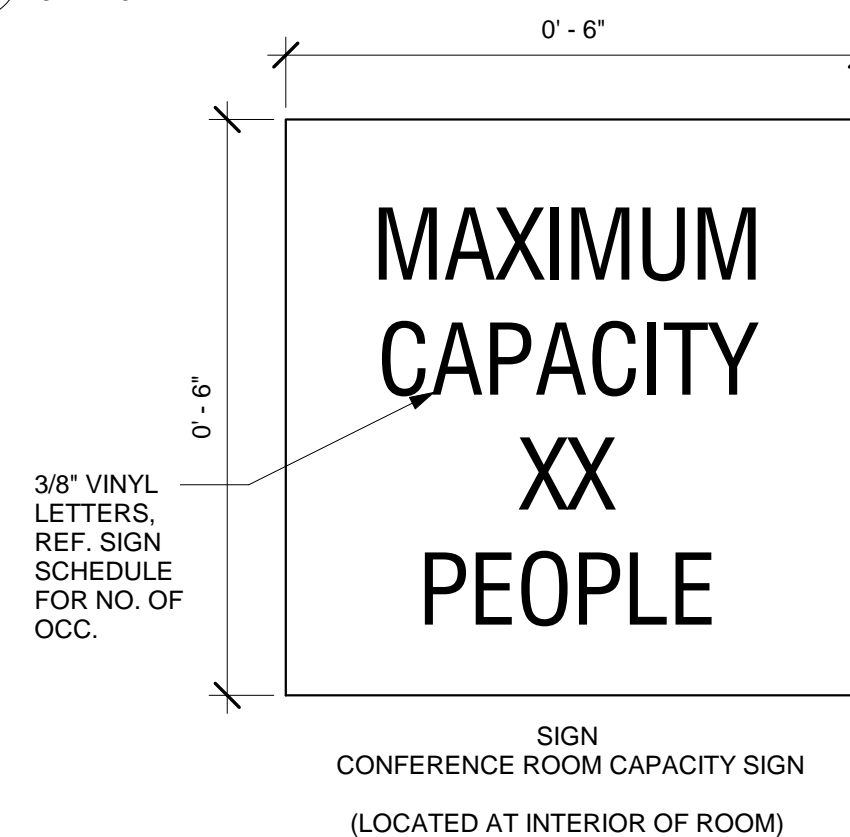 0' - 6"
MAXIMUM
CAPACITY
XX
PEOPLE
0' - 6"
3/8" VINYL
LETTERS,
REF. SIGN
SCHEDULE
FOR NO. OF
OCC.
SIGN
CONFERENCE ROOM CAPACITY SIGN
(LOCATED AT INTERIOR OF ROOM)